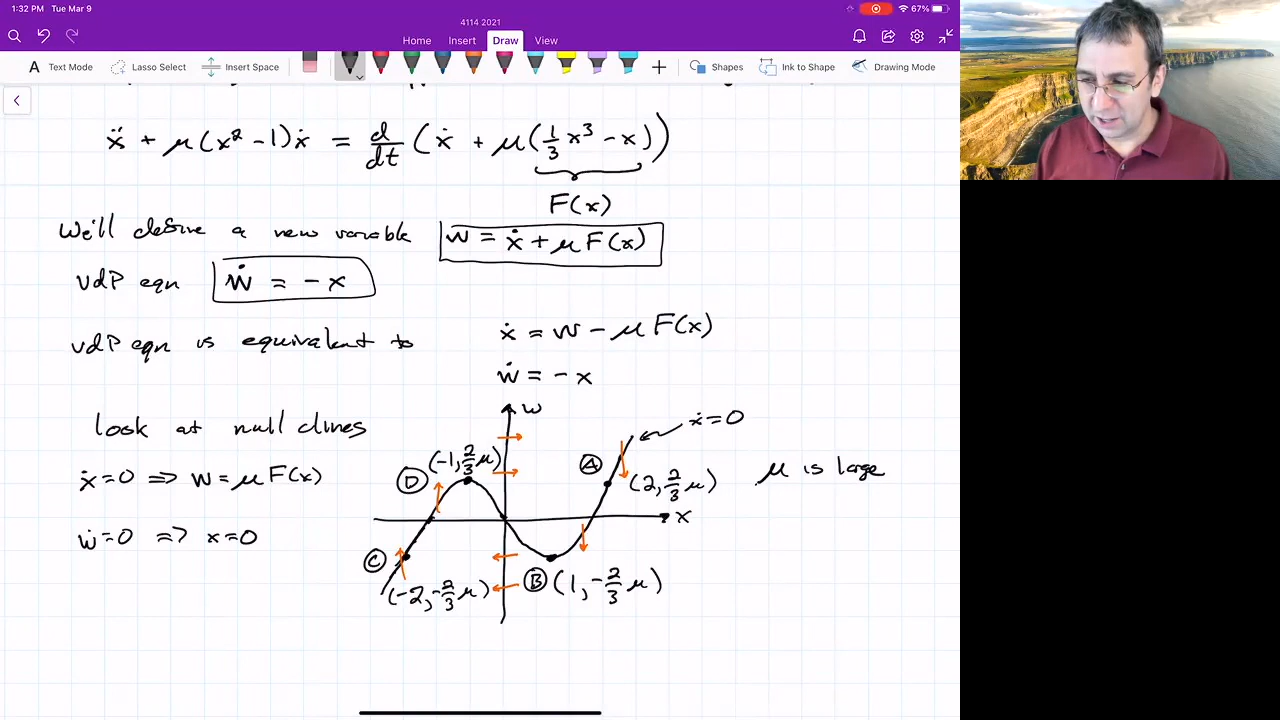 1:32 PM Tue Mar 9
67%
4114 2021
Home Insert Draw View
Text Mode Lasso Select Insert Space Shapes Ink to Shape Drawing Mode
ẍ + μ(x² - 1)ẋ = d/dt (ẋ + μ(1/3 x³ - x))
F(x)
We'll define a new variable w = ẋ + μ F(x)
vdP eqn ẇ = - x
vdP eqn is equivalent to ẋ = w - μ F(x)
ẇ = - x
look at null clines
w
ẋ=0
ẋ=0 ⇒ w = μ F(x)
D (-1, 2/3 μ)
A (2, 2/3 μ)
μ is large
x
ẇ=0 ⇒ x=0
C (-2, -2/3 μ)
B (1, -2/3 μ)